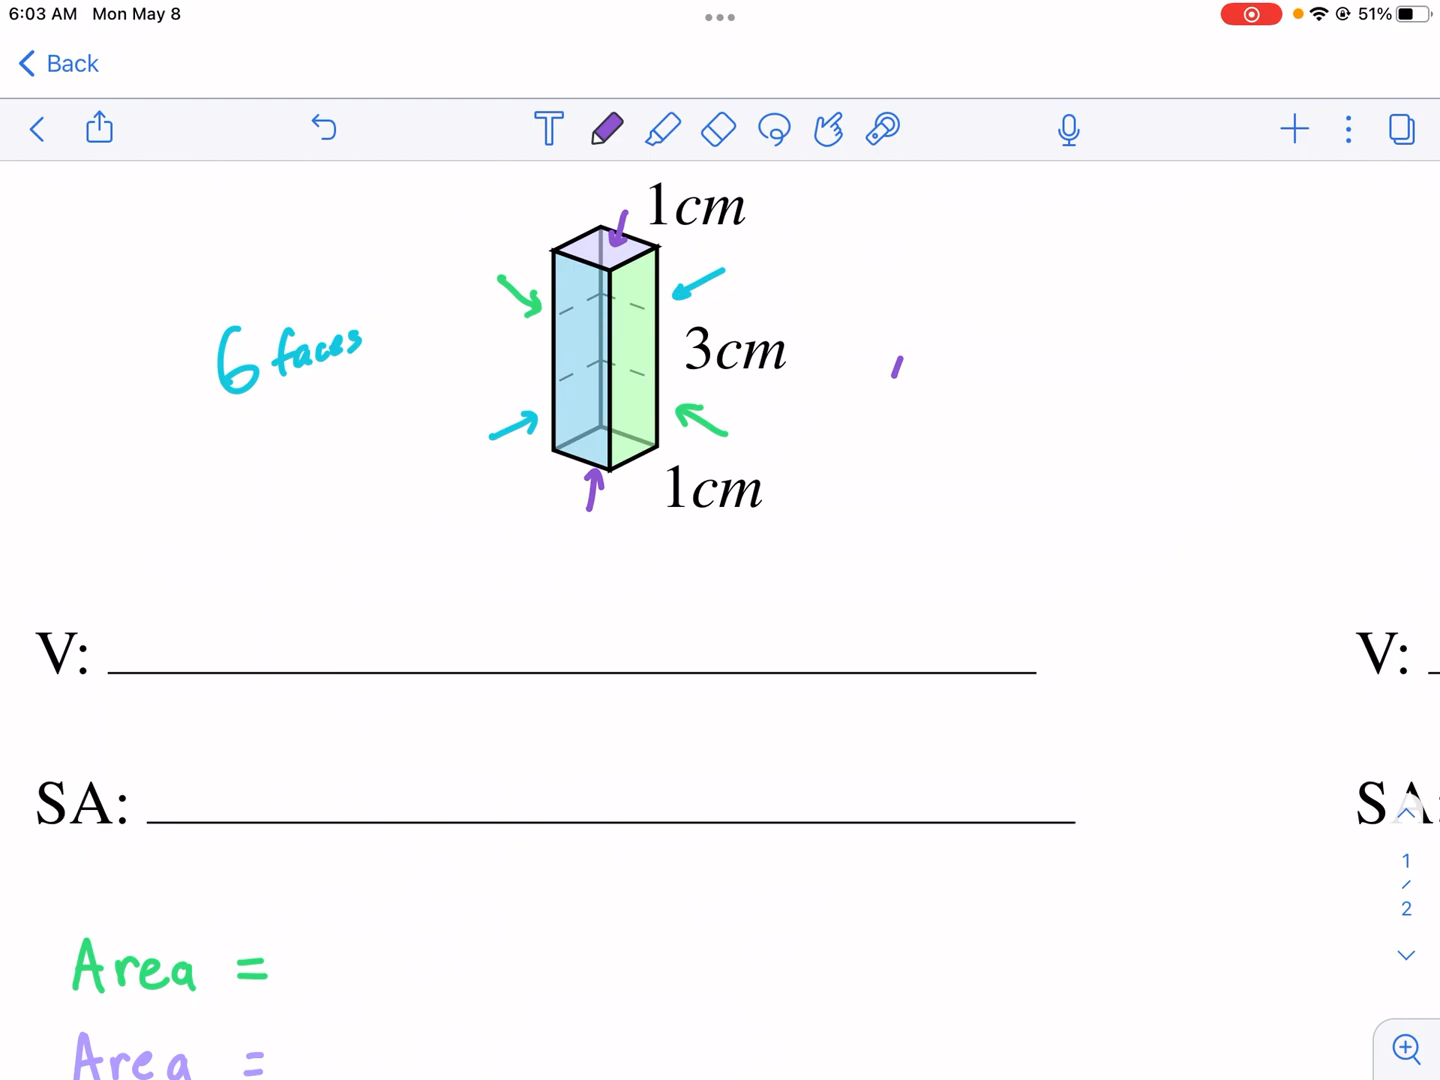 6:03 AM Mon May 8
51%
Back
1cm
6 faces
3cm
1cm
V:
V:
SA:
SA:
1
/
2
Area =
Area =